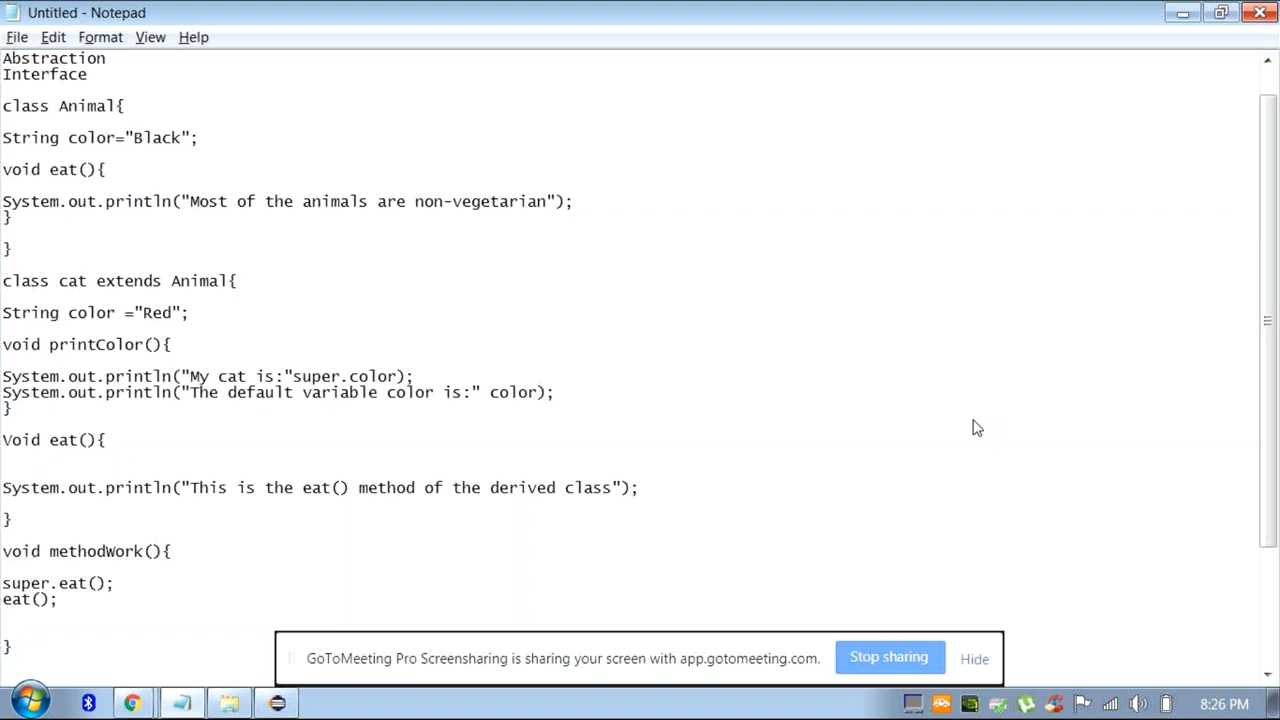 Untitled - Notepad
File Edit Format View Help
Abstraction
Interface
class Animal{
String color="Black";
void eat(){
System.out.println("Most of the animals are non-vegetarian");
}
}
class cat extends Animal{
String color ="Red";
void printColor(){
System.out.println("My cat is:"super.color);
System.out.println("The default variable color is:" color);
}
Void eat(){
System.out.println("This is the eat() method of the derived class");
}
void methodWork(){
super.eat();
eat();
}
GoToMeeting Pro Screensharing is sharing your screen with app.gotomeeting.com. Stop sharing Hide
8:26 PM